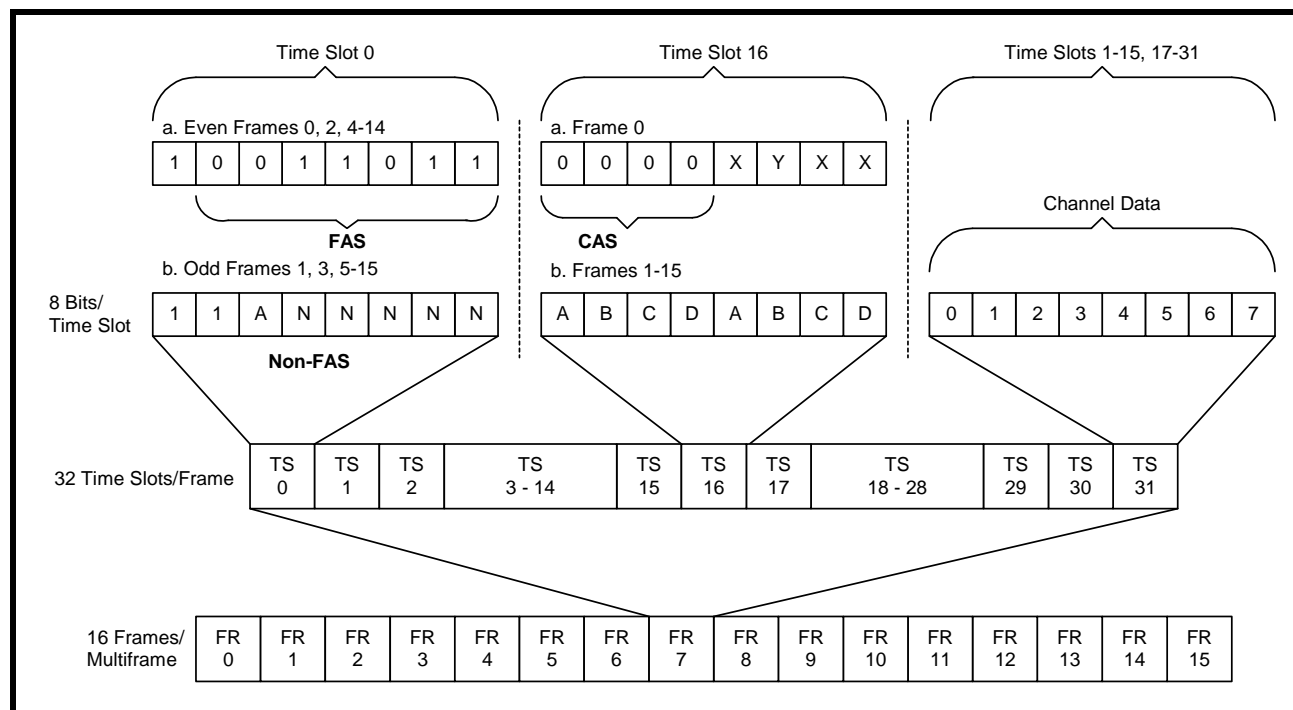 Time Slot 0
Time Slot 16
Time Slots 1-15, 17-31
a. Even Frames 0, 2, 4-14
a. Frame 0
1 0 0 1 1 0 1 1
0 0 0 0 X Y X X
Channel Data
FAS
CAS
b. Odd Frames 1, 3, 5-15
b. Frames 1-15
8 Bits/
Time Slot
1 1 A N N N N N
A B C D A B C D
0 1 2 3 4 5 6 7
Non-FAS
32 Time Slots/Frame
TS TS TS TS TS TS TS TS TS TS TS
0 1 2 3 - 14 15 16 17 18 - 28 29 30 31
16 Frames/
Multiframe
FR FR FR FR FR FR FR FR FR FR FR FR FR FR FR FR
0 1 2 3 4 5 6 7 8 9 10 11 12 13 14 15